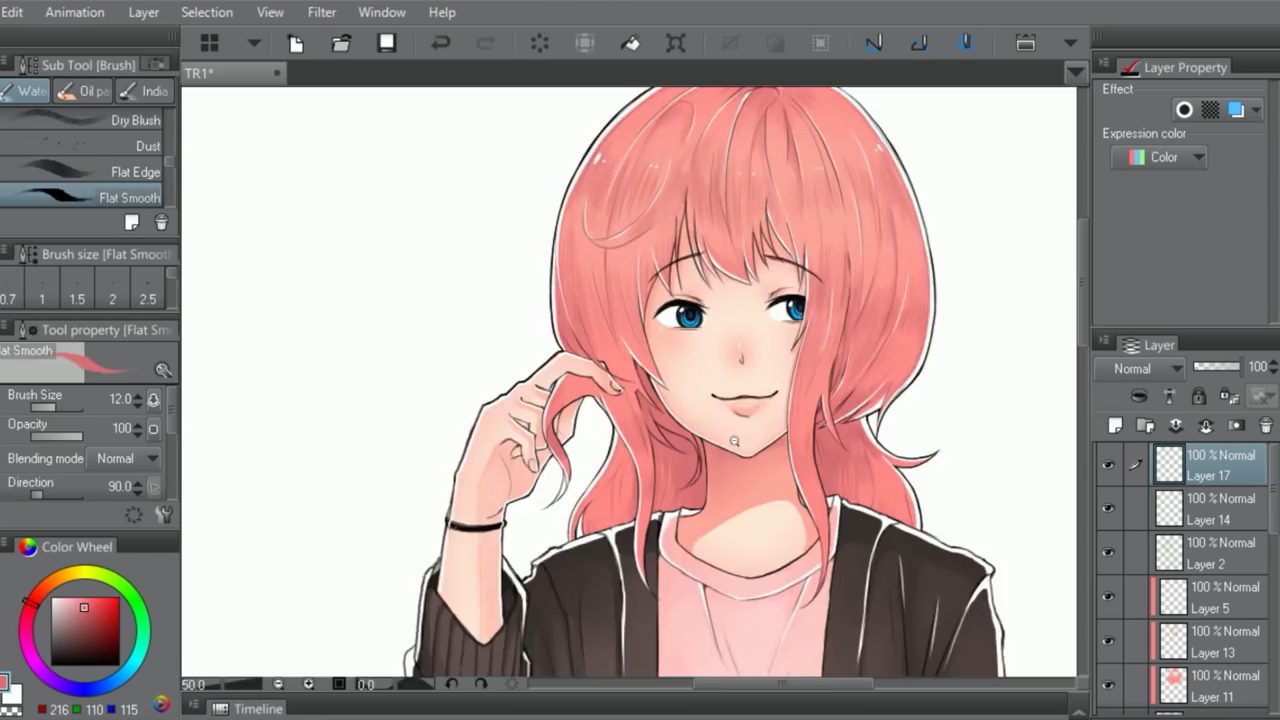 Edit Animation Layer Selection View Filter Window Help
Sub Tool [Brush]
Wate Oil pa India
Dry Blush
Dust
Flat Edge
Flat Smooth
Brush size [Flat Smooth
0.7 1 1.5 2 2.5
Tool property [Flat Smo
lat Smooth
Brush Size 12.0
Opacity 100
Blending mode Normal
Direction 90.0
Color Wheel
216 110 115
TR1*
50.0 0.0
Timeline
Layer Property
Effect
Expression color
Color
Layer
Normal 100
100 % Normal
Layer 17
100 % Normal
Layer 14
100 % Normal
Layer 2
100 % Normal
Layer 5
100 % Normal
Layer 13
100 % Normal
Layer 11